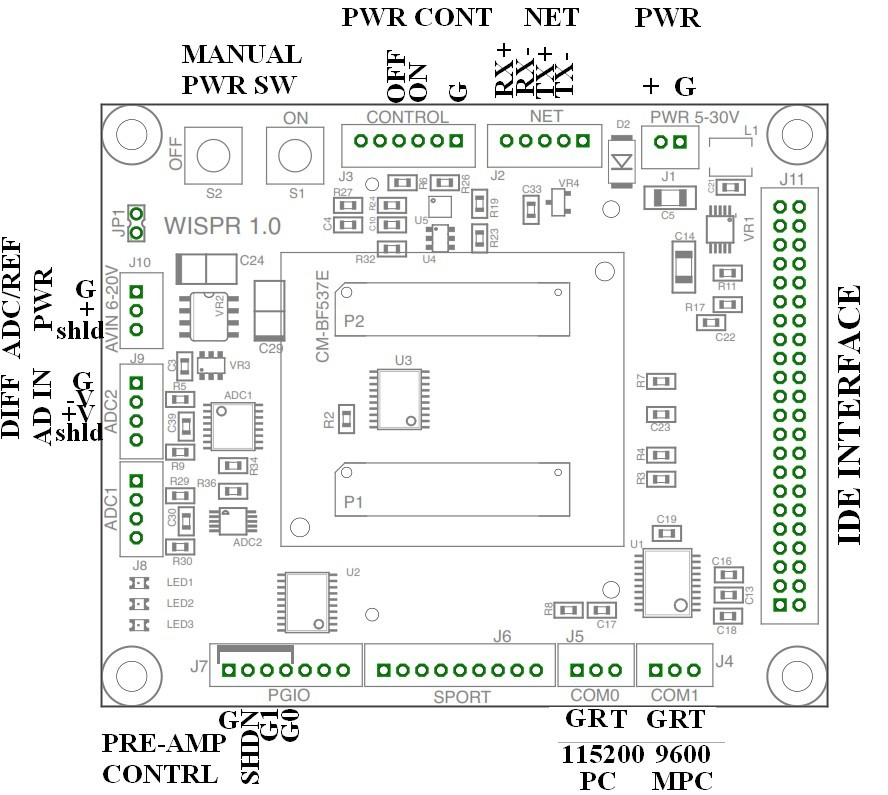 PWR CONT NET PWR
MANUAL
PWR SW
OFF
ON
G
RX+
RX-
TX+
TX-
+ G
ON
CONTROL
NET
PWR 5-30V
D2
L1
OFF
S2
S1
J3
J2
J1
J11
R6
R26
C21
R27
R24
R19
C33
VR4
C5
C4
C10
U5
VR1
JP1
WISPR 1.0
R32
U4
R23
C14
J10
C24
R11
ADC/REF
PWR
G
+
shld
AVIN 6-20V
VR2
CM-BF537E
P2
R17
C22
C29
J9
C3
VR3
U3
DIFF
AD IN
G
-V
+V
shld
ADC2
R5
ADC1
R7
C39
R2
C23
IDE INTERFACE
R9
R34
R4
R29
R36
P1
R3
ADC1
C30
ADC2
C19
R30
U1
J8
U2
C16
LED1
C13
LED2
R8
C17
LED3
C18
J7
J6
J5
J4
PGIO
SPORT
COM0
COM1
G
SHDN
G1
G0
GRT GRT
PRE-AMP
CONTRL
115200 9600
PC MPC